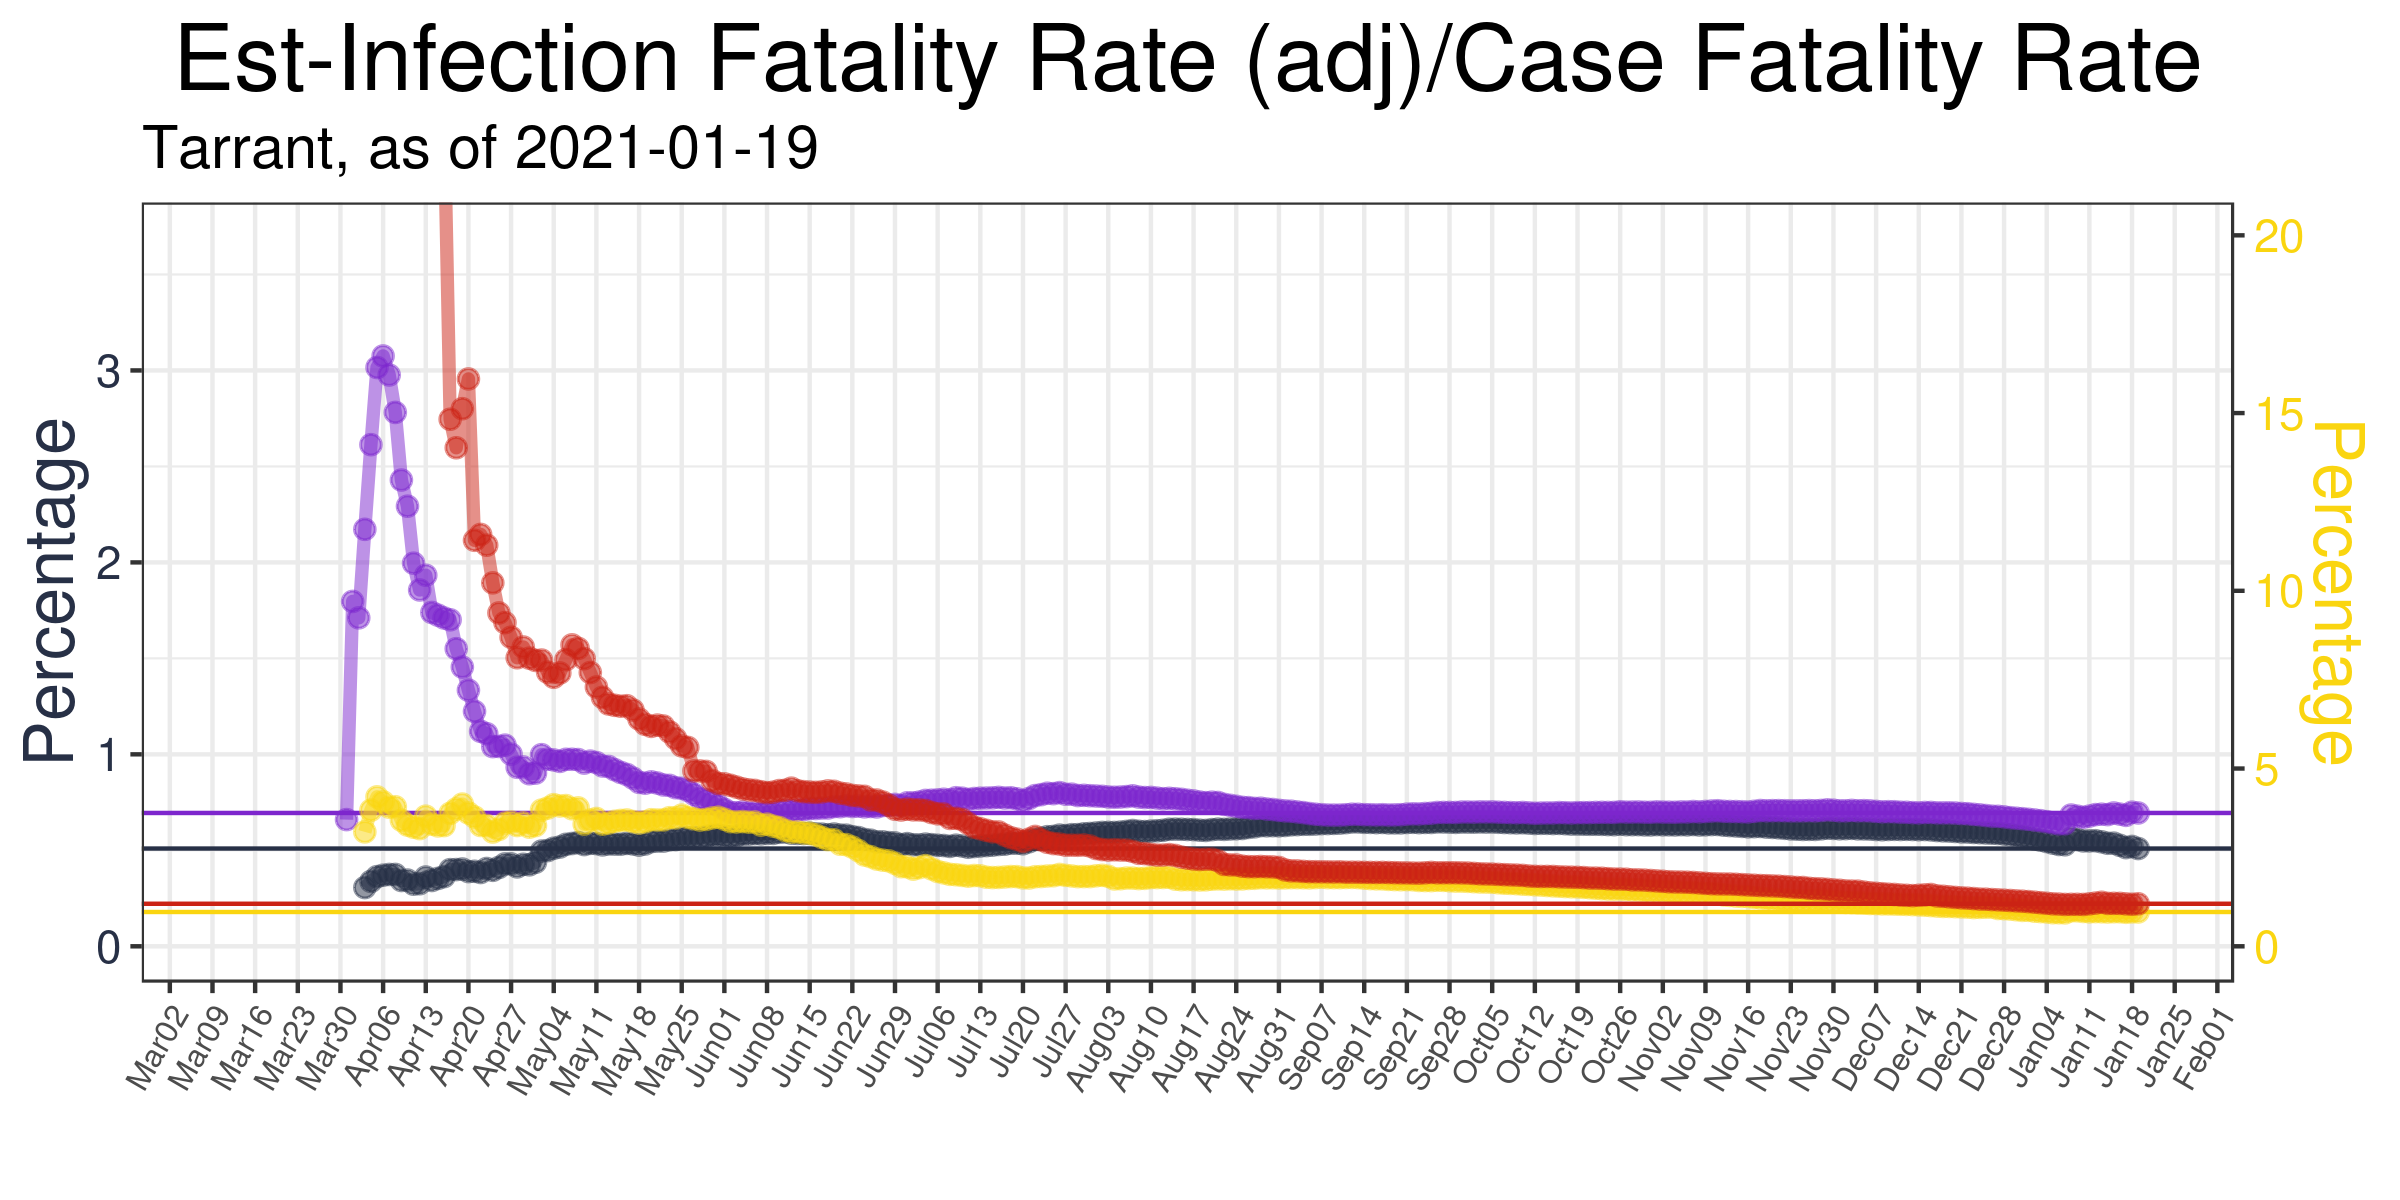 Est-Infection Fatality Rate (adj)/Case Fatality Rate
Tarrant, as of 2021-01-19
Percentage
3
2
1
0
20
15
10
5
0
Percentage
Mar02 Mar09 Mar16 Mar23 Mar30 Apr06 Apr13 Apr20 Apr27 May04 May11 May18 May25 Jun01 Jun08 Jun15 Jun22 Jun29 Jul06 Jul13 Jul20 Jul27 Aug03 Aug10 Aug17 Aug24 Aug31 Sep07 Sep14 Sep21 Sep28 Oct05 Oct12 Oct19 Oct26 Nov02 Nov09 Nov16 Nov23 Nov30 Dec07 Dec14 Dec21 Dec28 Jan04 Jan11 Jan18 Jan25 Feb01